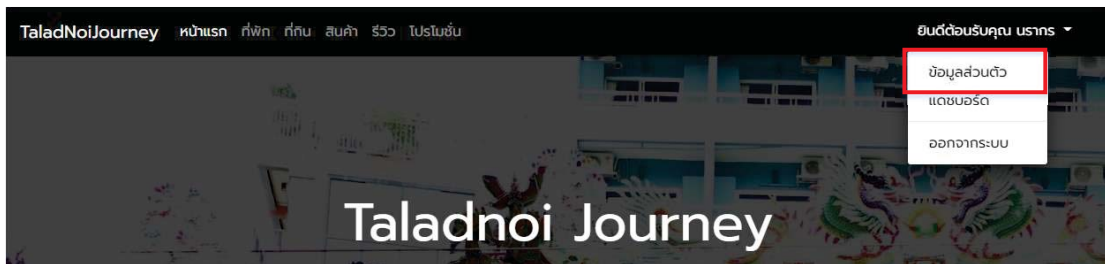 TaladNoiJourney หน้าแรก ที่พัก ที่กิน สินค้า รีวิว โปรโมชั่น ยินดีต้อนรับคุณ นรากร
ข้อมูลส่วนตัว
แดชบอร์ด
ออกจากระบบ
Taladnoi Journey